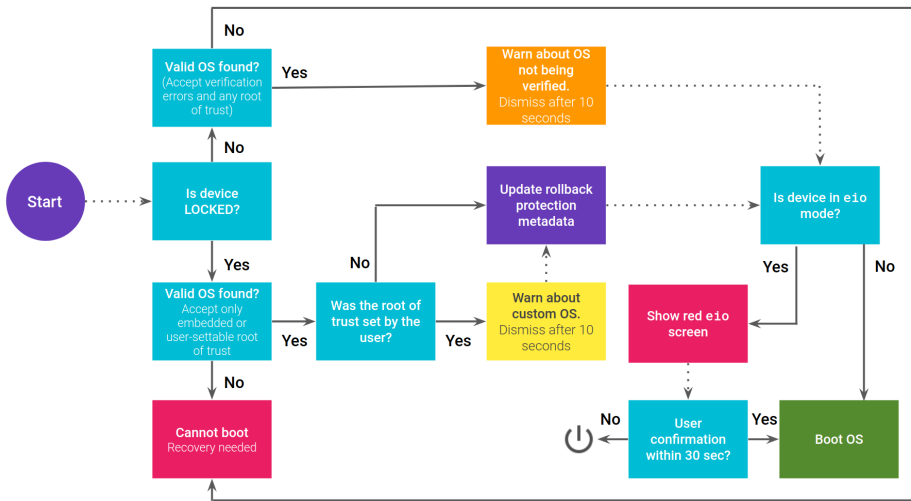 No
Valid OS found?
(Accept verification
errors and any root
of trust)
Yes
Warn about OS
not being
verified.
Dismiss after 10
seconds
No
Start
Is device
LOCKED?
Update rollback
protection
metadata
Is device in eio
mode?
Yes
No
Yes
No
Valid OS found?
Accept only
embedded or
user-settable root
of trust
Yes
Was the root of
trust set by the
user?
Yes
Warn about
custom OS.
Dismiss after 10
seconds
Show red eio
screen
No
Cannot boot
Recovery needed
No
User
confirmation
within 30 sec?
Yes
Boot OS